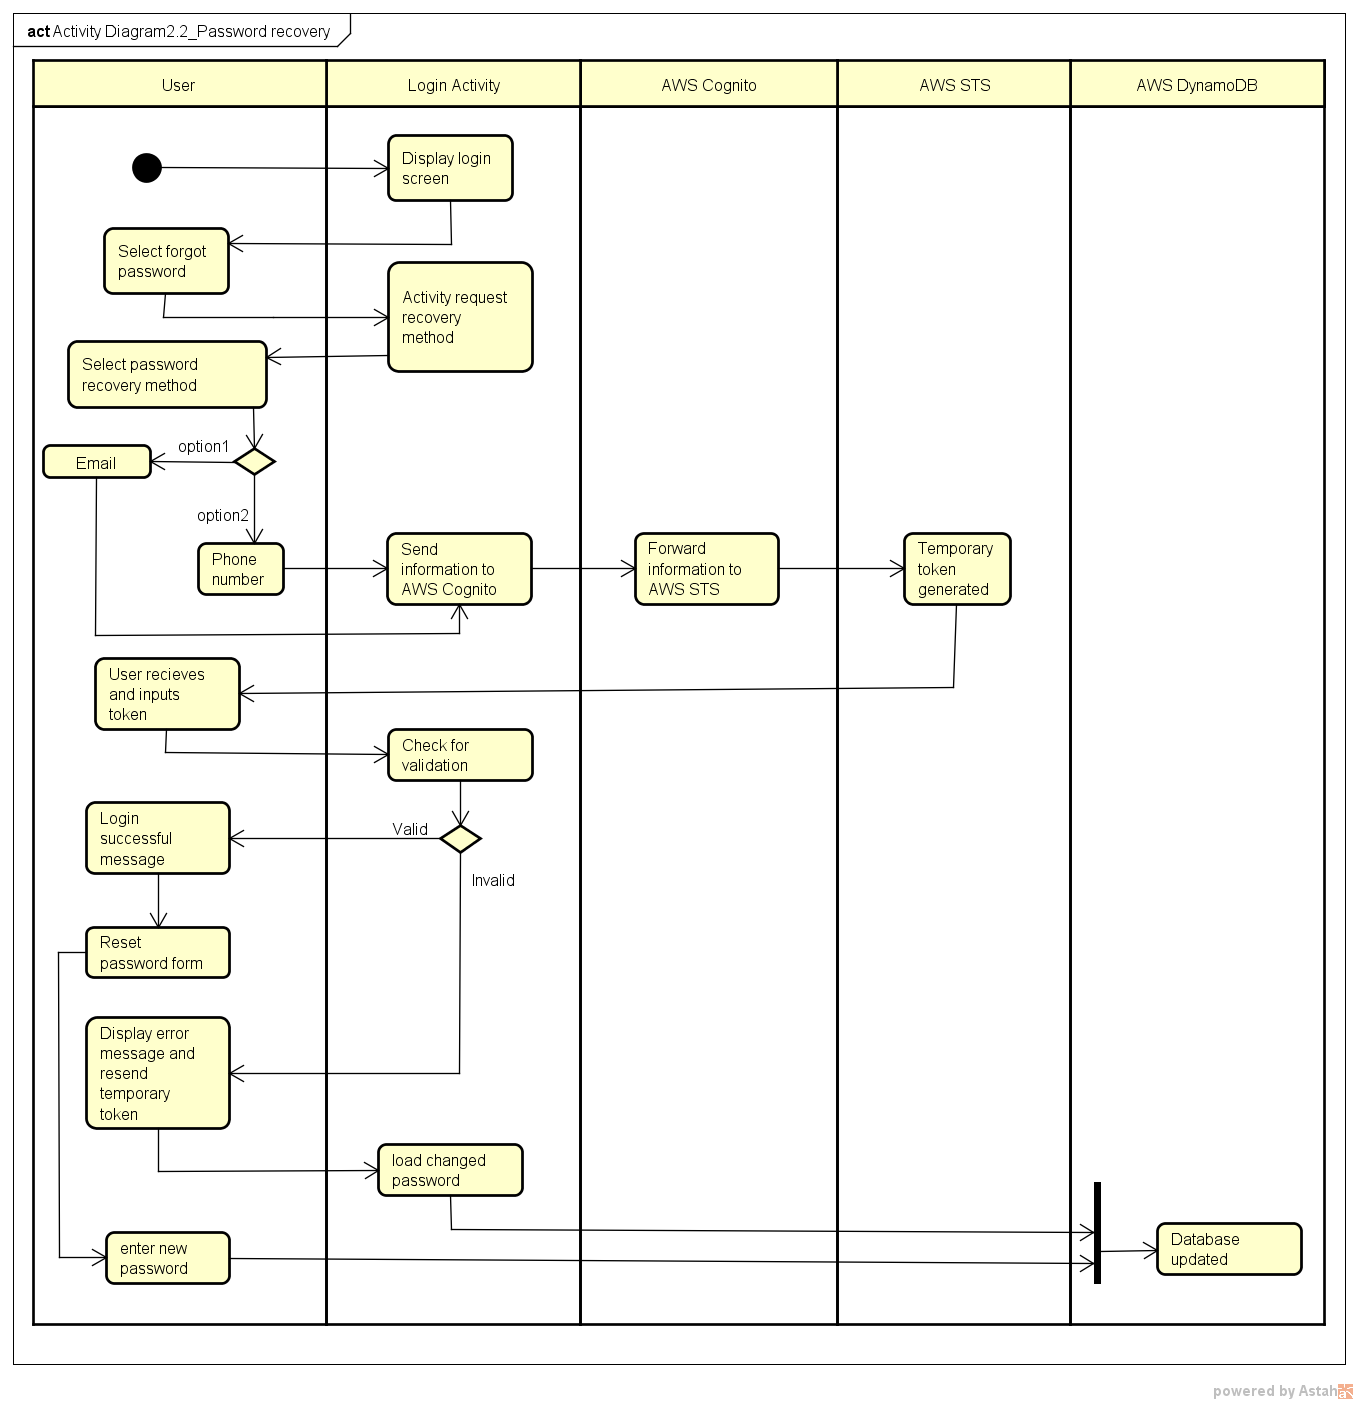 act Activity Diagram2.2_Password recovery
User
Login Activity
AWS Cognito
AWS STS
AWS DynamoDB
Display login
screen
Select forgot
password
Activity request
recovery
method
Select password
recovery method
option1
Email
option2
Phone
number
Send
information to
AWS Cognito
Forward
information to
AWS STS
Temporary
token
generated
User recieves
and inputs
token
Check for
validation
Login
successful
message
Valid
Invalid
Reset
password form
Display error
message and
resend
temporary
token
load changed
password
enter new
password
Database
updated
powered by Astah